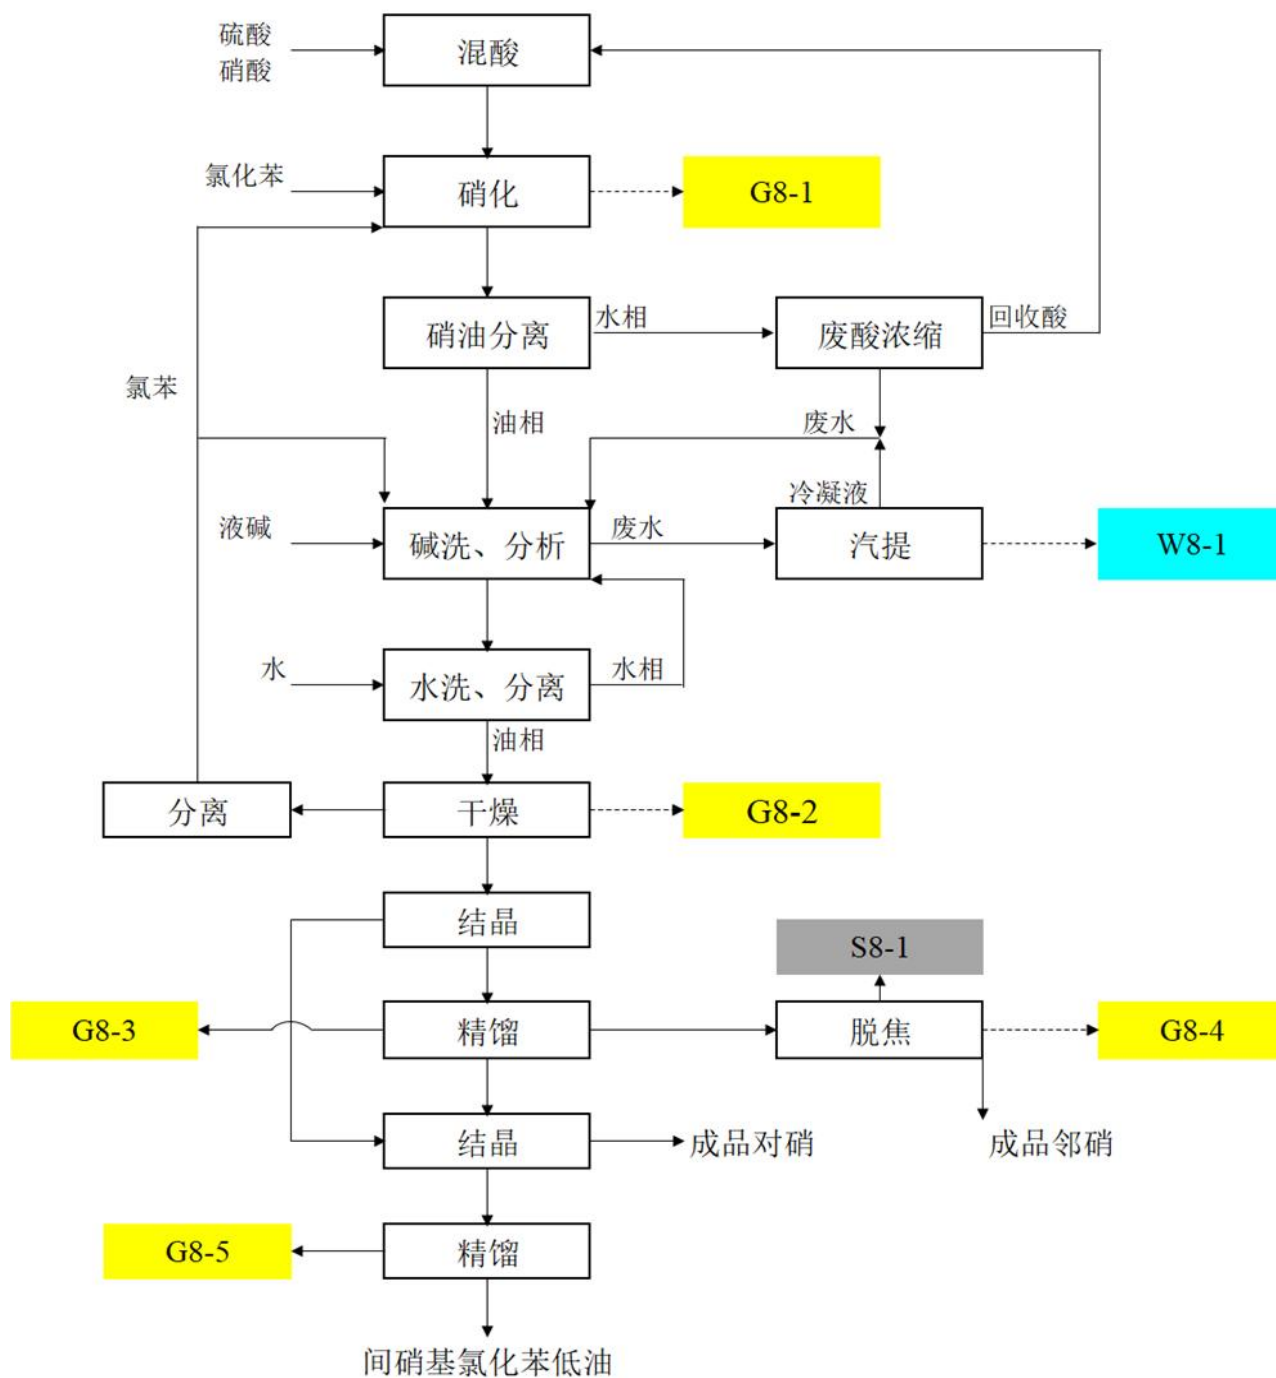 硫酸
硝酸
混酸
氯化苯
硝化
G8-1
硝油分离
水相
废酸浓缩
回收酸
氯苯
油相
废水
冷凝液
液碱
碱洗、分析
废水
汽提
W8-1
水
水洗、分离
水相
油相
分离
干燥
G8-2
结晶
S8-1
G8-3
精馏
脱焦
G8-4
结晶
成品对硝
成品邻硝
G8-5
精馏
间硝基氯化苯低油